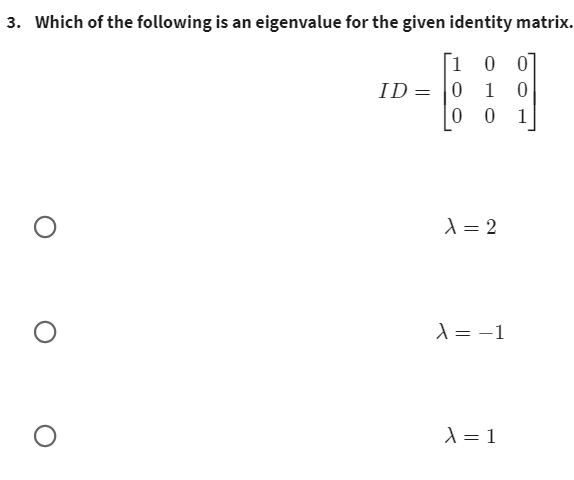 3. Which of the following is an eigenvalue for the given identity matrix.
ID = [1 0 0
0 1 0
0 0 1]
λ = 2
λ = −1
λ = 1